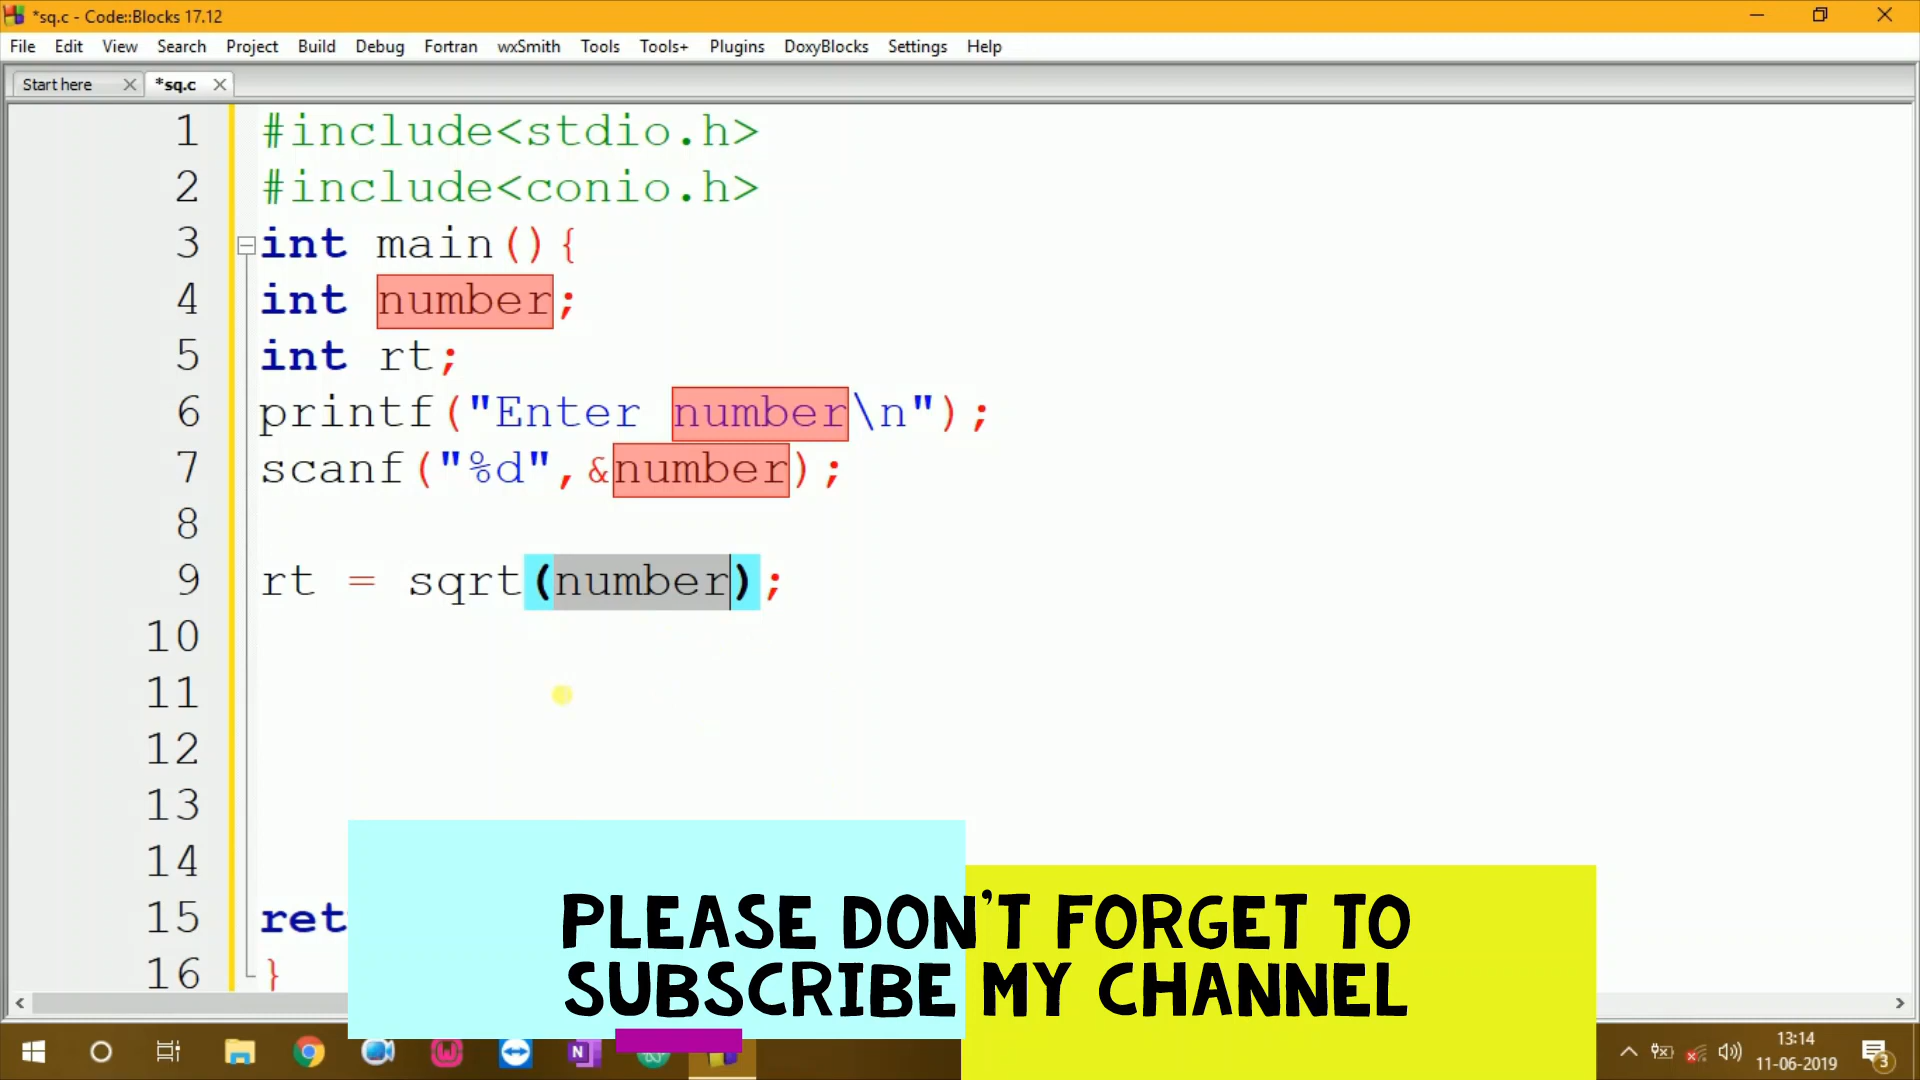 *sq.c - Code::Blocks 17.12
File Edit View Search Project Build Debug Fortran wxSmith Tools Tools+ Plugins DoxyBlocks Settings Help
Start here *sq.c
1 #include<stdio.h>
2 #include<conio.h>
3 int main(){
4 int number;
5 int rt;
6 printf("Enter number\n");
7 scanf("%d",&number);
8
9 rt = sqrt(number);
10
11
12
13
14
15 ret
16 }
PLEASE DON'T FORGET TO
SUBSCRIBE MY CHANNEL
13:14
11-06-2019
3
N